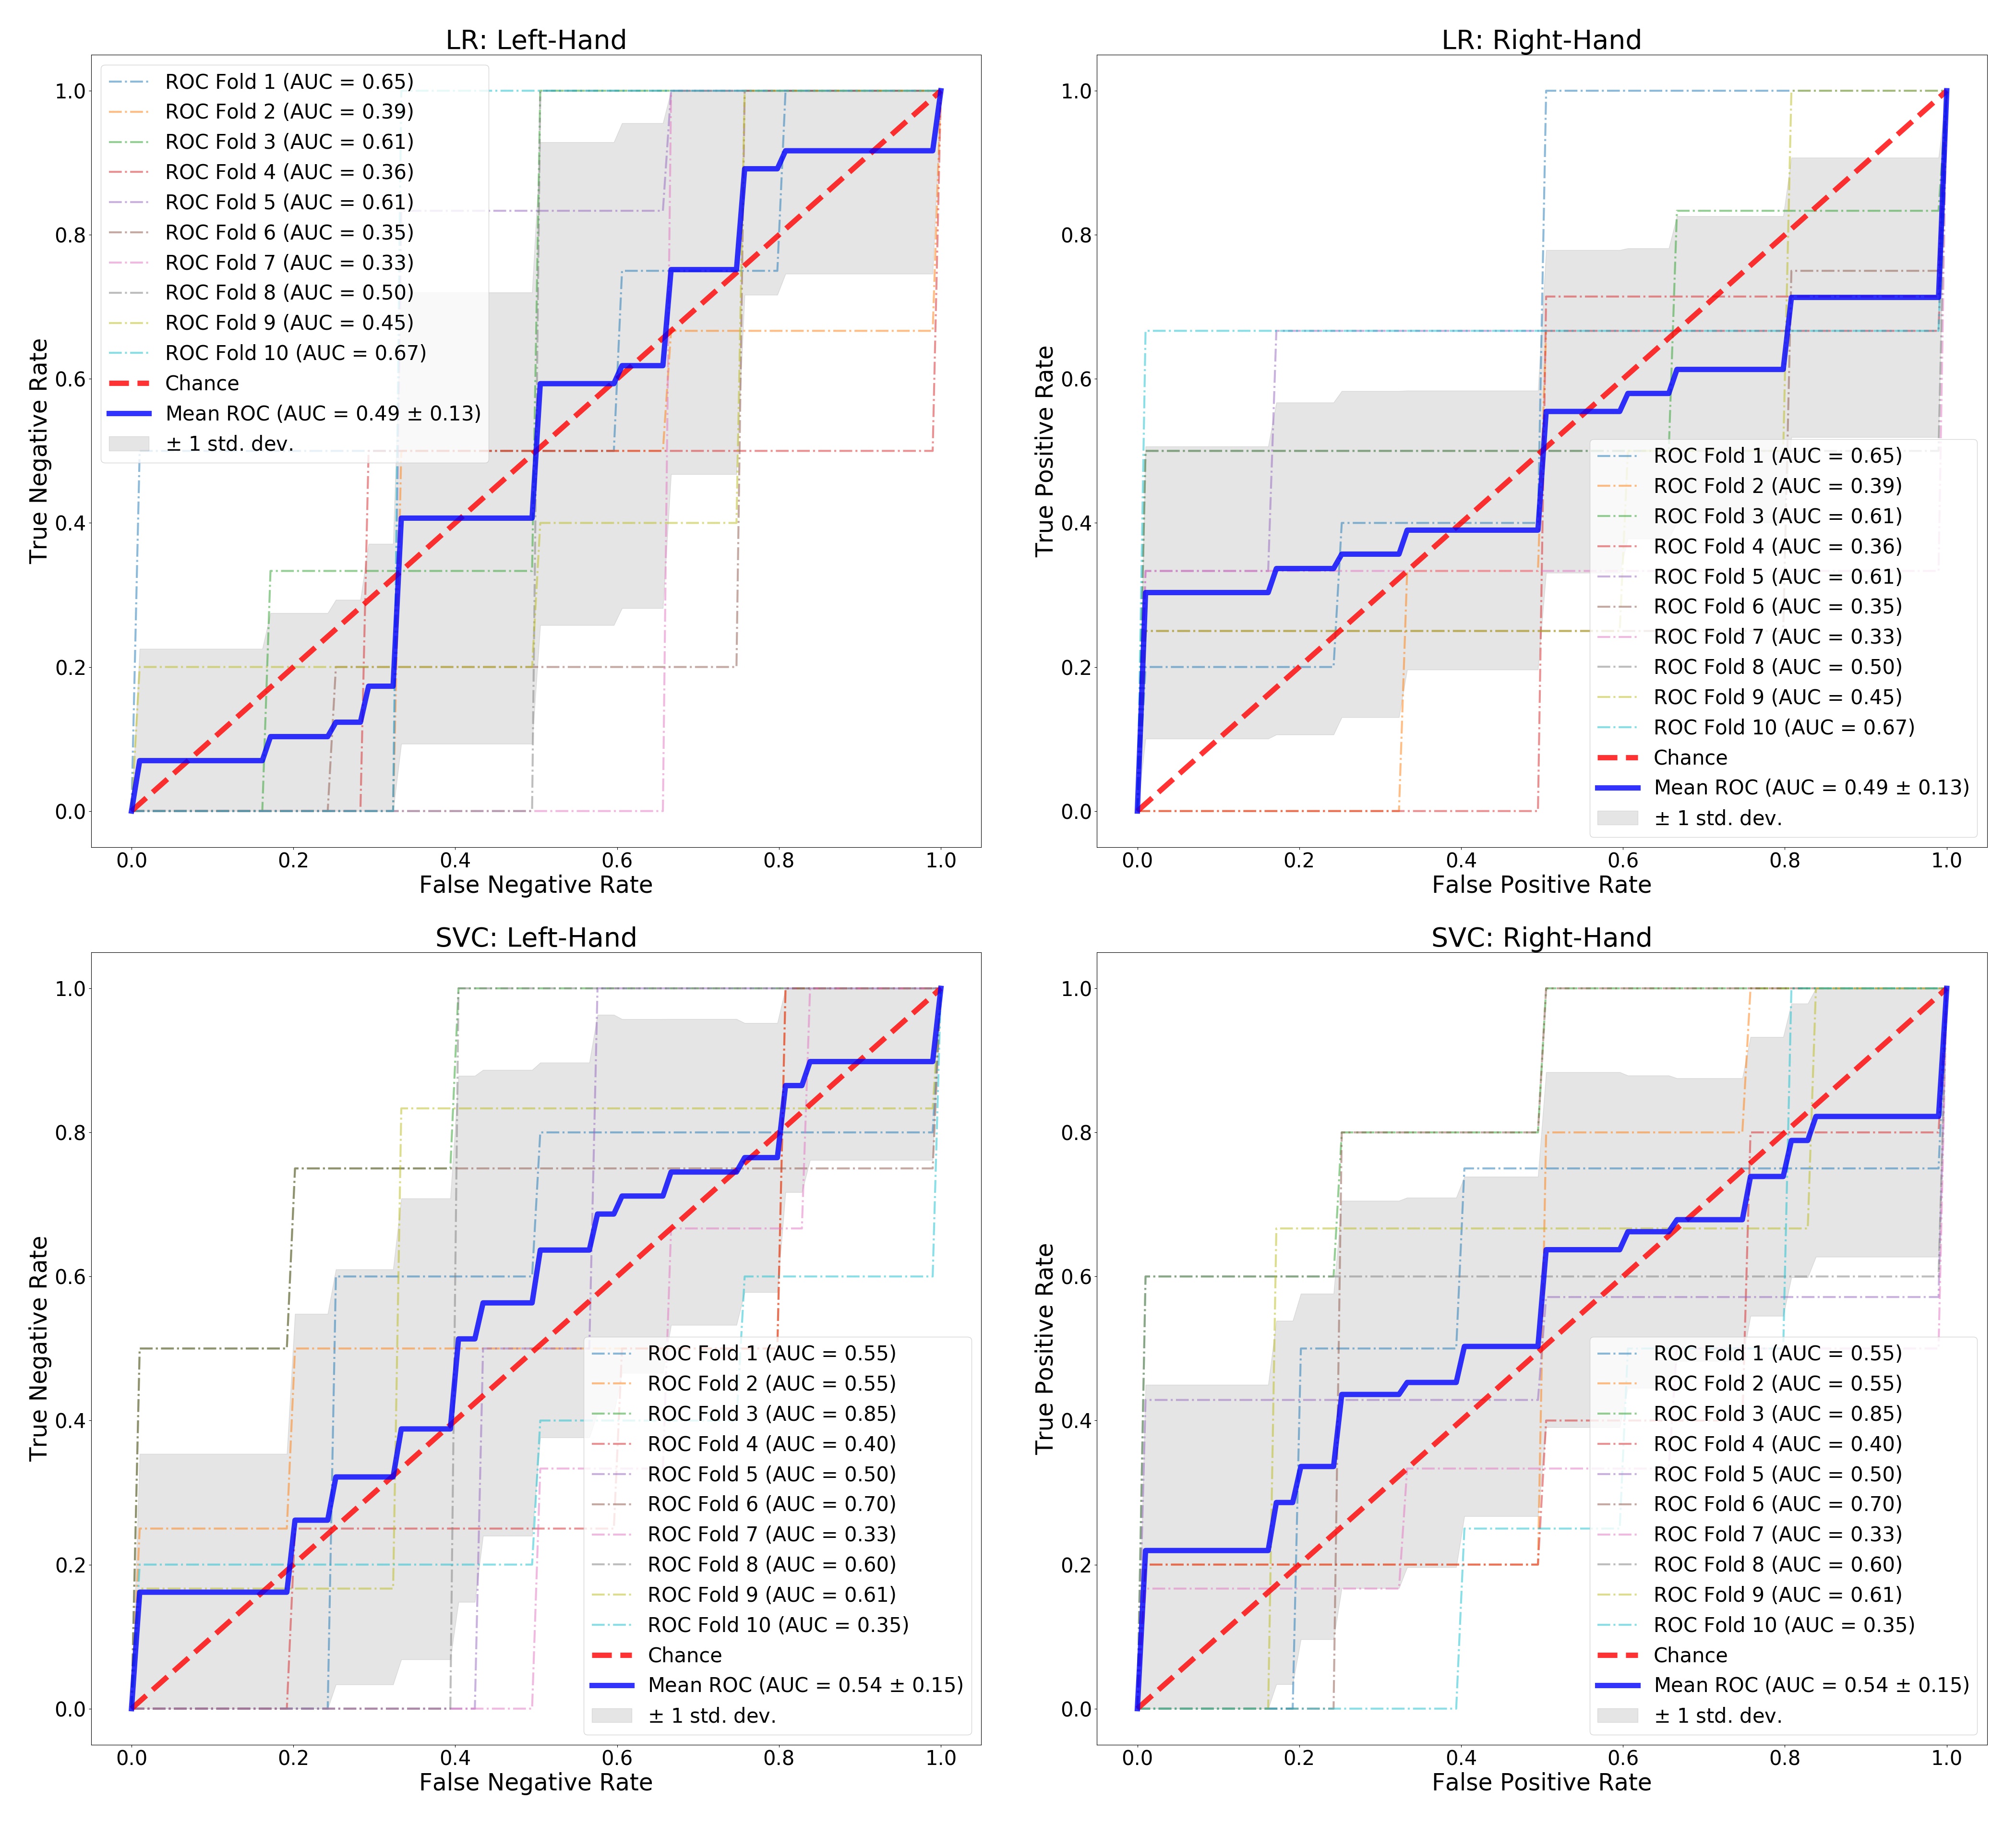 LR: Left-Hand
True Negative Rate
1.0
0.8
0.6
0.4
0.2
0.0
ROC Fold 1 (AUC = 0.65)
ROC Fold 2 (AUC = 0.39)
ROC Fold 3 (AUC = 0.61)
ROC Fold 4 (AUC = 0.36)
ROC Fold 5 (AUC = 0.61)
ROC Fold 6 (AUC = 0.35)
ROC Fold 7 (AUC = 0.33)
ROC Fold 8 (AUC = 0.50)
ROC Fold 9 (AUC = 0.45)
ROC Fold 10 (AUC = 0.67)
Chance
Mean ROC (AUC = 0.49 ± 0.13)
± 1 std. dev.
0.0 0.2 0.4 0.6 0.8 1.0
False Negative Rate
LR: Right-Hand
True Positive Rate
1.0
0.8
0.6
0.4
0.2
0.0
ROC Fold 1 (AUC = 0.65)
ROC Fold 2 (AUC = 0.39)
ROC Fold 3 (AUC = 0.61)
ROC Fold 4 (AUC = 0.36)
ROC Fold 5 (AUC = 0.61)
ROC Fold 6 (AUC = 0.35)
ROC Fold 7 (AUC = 0.33)
ROC Fold 8 (AUC = 0.50)
ROC Fold 9 (AUC = 0.45)
ROC Fold 10 (AUC = 0.67)
Chance
Mean ROC (AUC = 0.49 ± 0.13)
± 1 std. dev.
0.0 0.2 0.4 0.6 0.8 1.0
False Positive Rate
SVC: Left-Hand
True Negative Rate
1.0
0.8
0.6
0.4
0.2
0.0
ROC Fold 1 (AUC = 0.55)
ROC Fold 2 (AUC = 0.55)
ROC Fold 3 (AUC = 0.85)
ROC Fold 4 (AUC = 0.40)
ROC Fold 5 (AUC = 0.50)
ROC Fold 6 (AUC = 0.70)
ROC Fold 7 (AUC = 0.33)
ROC Fold 8 (AUC = 0.60)
ROC Fold 9 (AUC = 0.61)
ROC Fold 10 (AUC = 0.35)
Chance
Mean ROC (AUC = 0.54 ± 0.15)
± 1 std. dev.
0.0 0.2 0.4 0.6 0.8 1.0
False Negative Rate
SVC: Right-Hand
True Positive Rate
1.0
0.8
0.6
0.4
0.2
0.0
ROC Fold 1 (AUC = 0.55)
ROC Fold 2 (AUC = 0.55)
ROC Fold 3 (AUC = 0.85)
ROC Fold 4 (AUC = 0.40)
ROC Fold 5 (AUC = 0.50)
ROC Fold 6 (AUC = 0.70)
ROC Fold 7 (AUC = 0.33)
ROC Fold 8 (AUC = 0.60)
ROC Fold 9 (AUC = 0.61)
ROC Fold 10 (AUC = 0.35)
Chance
Mean ROC (AUC = 0.54 ± 0.15)
± 1 std. dev.
0.0 0.2 0.4 0.6 0.8 1.0
False Positive Rate